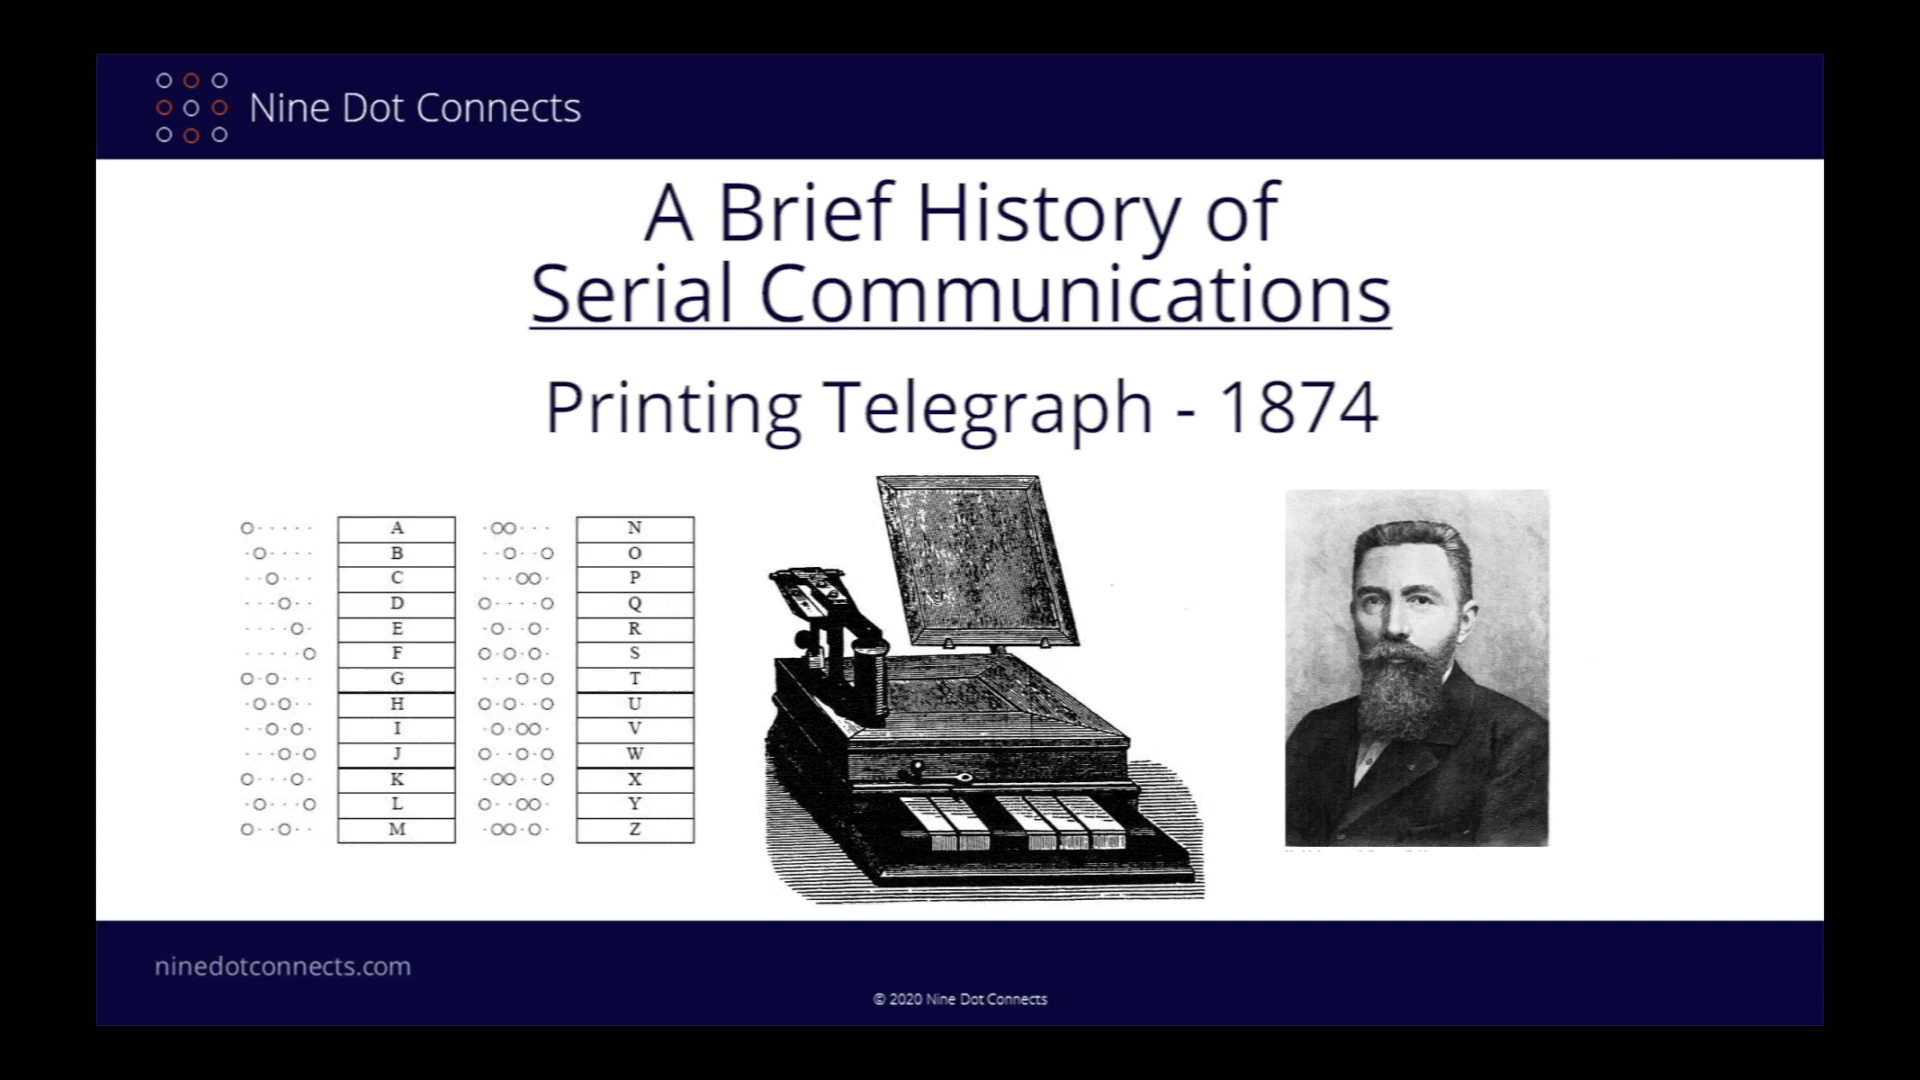 Nine Dot Connects
A Brief History of
Serial Communications
Printing Telegraph - 1874
A
B
C
D
E
F
G
H
I
J
K
L
M
N
O
P
Q
R
S
T
U
V
W
X
Y
Z
ninedotconnects.com
© 2020 Nine Dot Connects